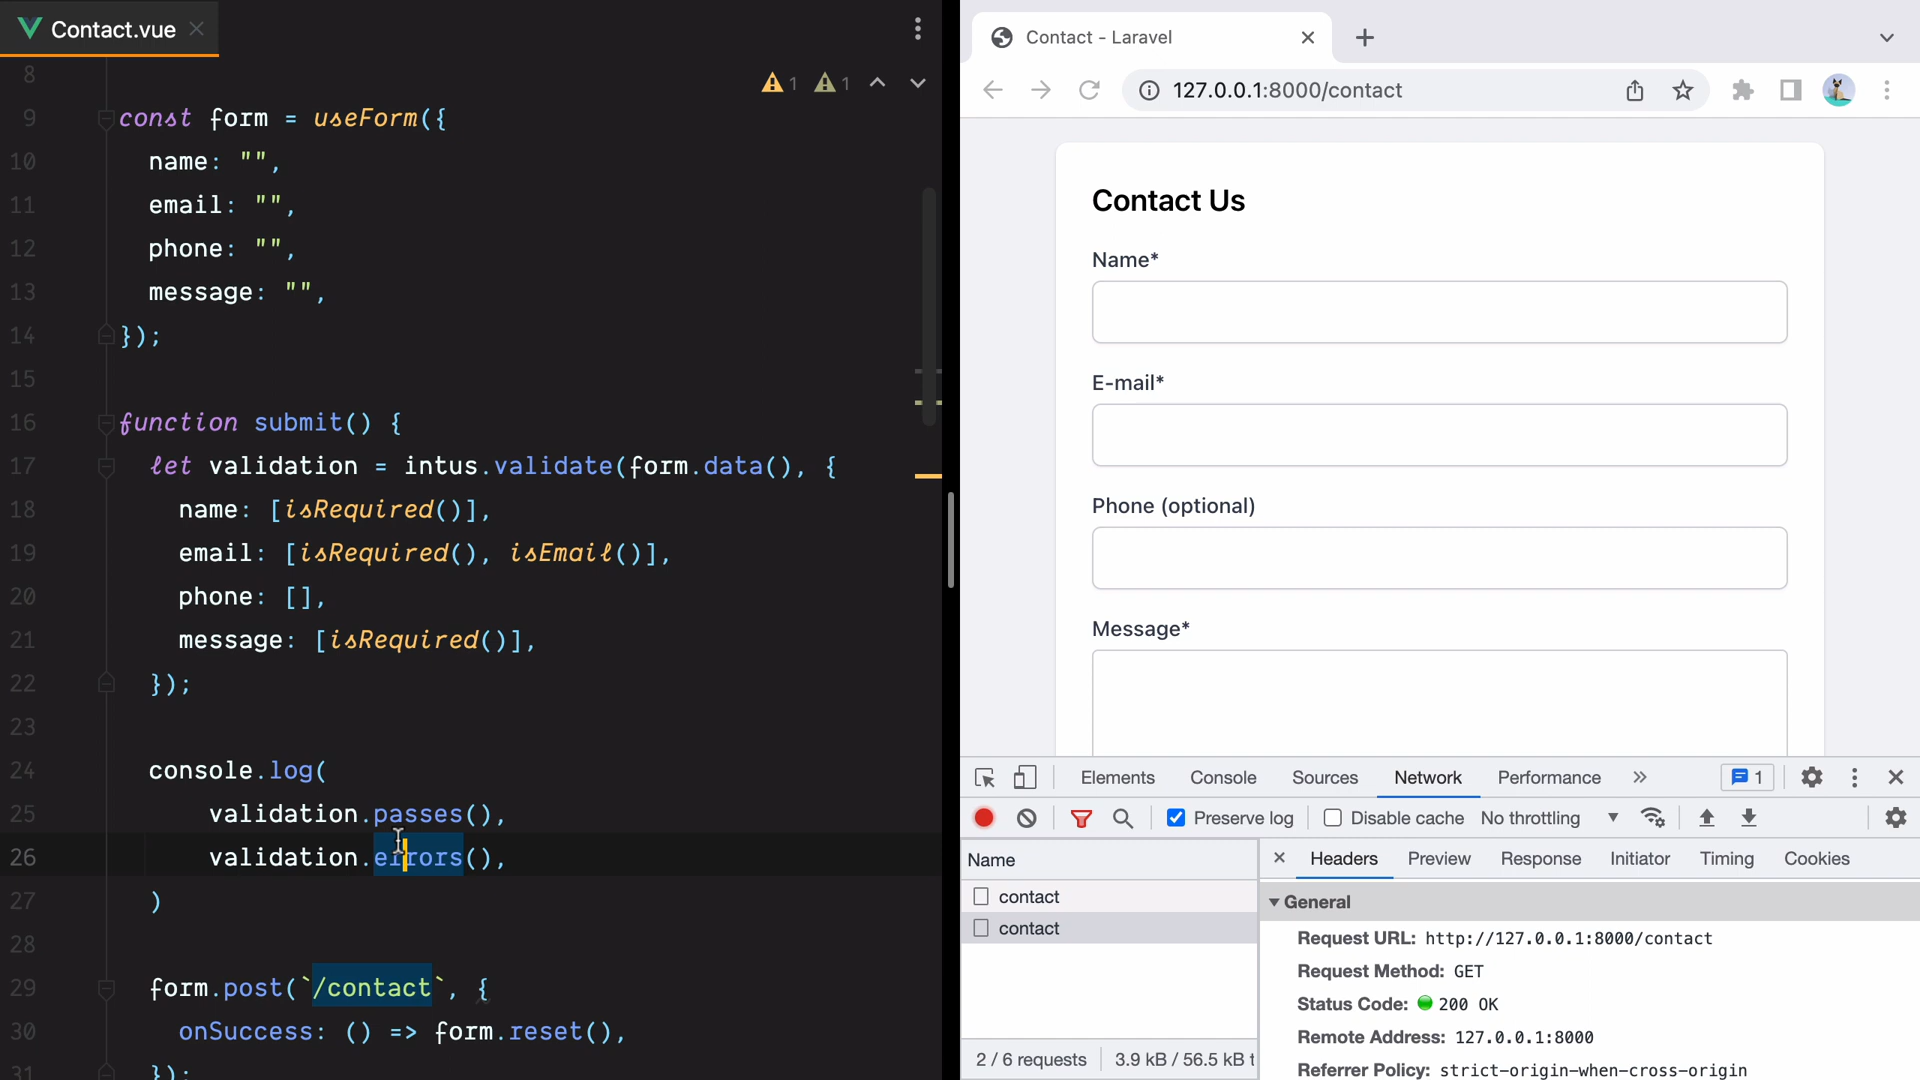 Contact.vue
8
9 const form = useForm({
10 name: "",
11 email: "",
12 phone: "",
13 message: "",
14 });
15
16 function submit() {
17 let validation = intus.validate(form.data(), {
18 name: [isRequired()],
19 email: [isRequired(), isEmail()],
20 phone: [],
21 message: [isRequired()],
22 });
23
24 console.log(
25 validation.passes(),
26 validation.errors(),
27 )
28
29 form.post(`/contact`, {
30 onSuccess: () => form.reset(),
31 });
1 1
Contact - Laravel
127.0.0.1:8000/contact
Contact Us
Name*
E-mail*
Phone (optional)
Message*
Elements Console Sources Network Performance 1
Preserve log Disable cache No throttling
Name
contact
contact
2 / 6 requests 3.9 kB / 56.5 kB t
Headers Preview Response Initiator Timing Cookies
General
Request URL: http://127.0.0.1:8000/contact
Request Method: GET
Status Code: 200 OK
Remote Address: 127.0.0.1:8000
Referrer Policy: strict-origin-when-cross-origin